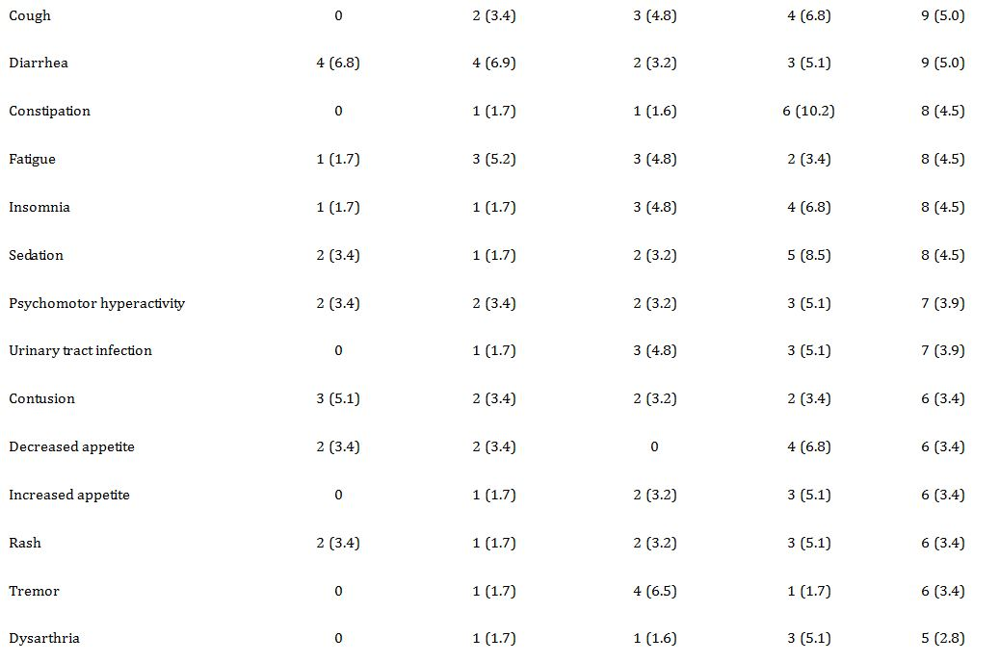 Cough 0 2 (3.4) 3 (4.8) 4 (6.8) 9 (5.0)
Diarrhea 4 (6.8) 4 (6.9) 2 (3.2) 3 (5.1) 9 (5.0)
Constipation 0 1 (1.7) 1 (1.6) 6 (10.2) 8 (4.5)
Fatigue 1 (1.7) 3 (5.2) 3 (4.8) 2 (3.4) 8 (4.5)
Insomnia 1 (1.7) 1 (1.7) 3 (4.8) 4 (6.8) 8 (4.5)
Sedation 2 (3.4) 1 (1.7) 2 (3.2) 5 (8.5) 8 (4.5)
Psychomotor hyperactivity 2 (3.4) 2 (3.4) 2 (3.2) 3 (5.1) 7 (3.9)
Urinary tract infection 0 1 (1.7) 3 (4.8) 3 (5.1) 7 (3.9)
Contusion 3 (5.1) 2 (3.4) 2 (3.2) 2 (3.4) 6 (3.4)
Decreased appetite 2 (3.4) 2 (3.4) 0 4 (6.8) 6 (3.4)
Increased appetite 0 1 (1.7) 2 (3.2) 3 (5.1) 6 (3.4)
Rash 2 (3.4) 1 (1.7) 2 (3.2) 3 (5.1) 6 (3.4)
Tremor 0 1 (1.7) 4 (6.5) 1 (1.7) 6 (3.4)
Dysarthria 0 1 (1.7) 1 (1.6) 3 (5.1) 5 (2.8)